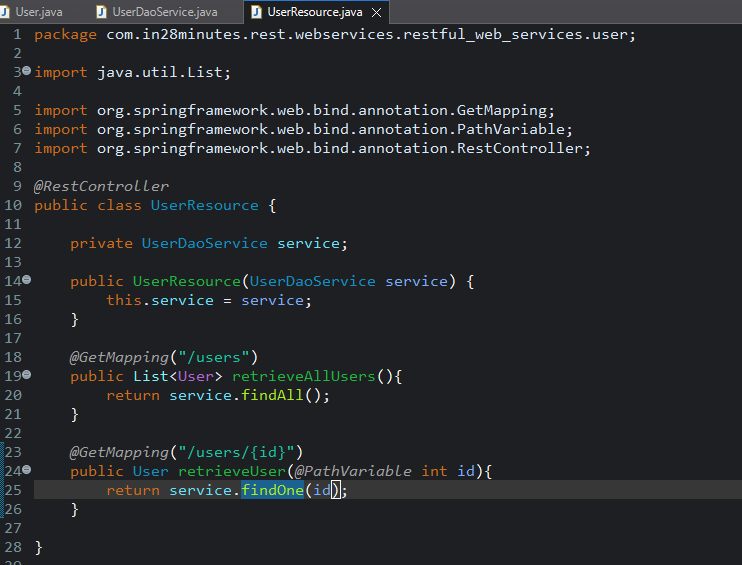 User.java UserDaoService.java UserResource.java
1 package com.in28minutes.rest.webservices.restful_web_services.user;
2
3 import java.util.List;
4
5 import org.springframework.web.bind.annotation.GetMapping;
6 import org.springframework.web.bind.annotation.PathVariable;
7 import org.springframework.web.bind.annotation.RestController;
8
9 @RestController
10 public class UserResource {
11
12     private UserDaoService service;
13
14     public UserResource(UserDaoService service) {
15         this.service = service;
16     }
17
18     @GetMapping("/users")
19     public List<User> retrieveAllUsers(){
20         return service.findAll();
21     }
22
23     @GetMapping("/users/{id}")
24     public User retrieveUser(@PathVariable int id){
25         return service.findOne(id);
26     }
27
28 }